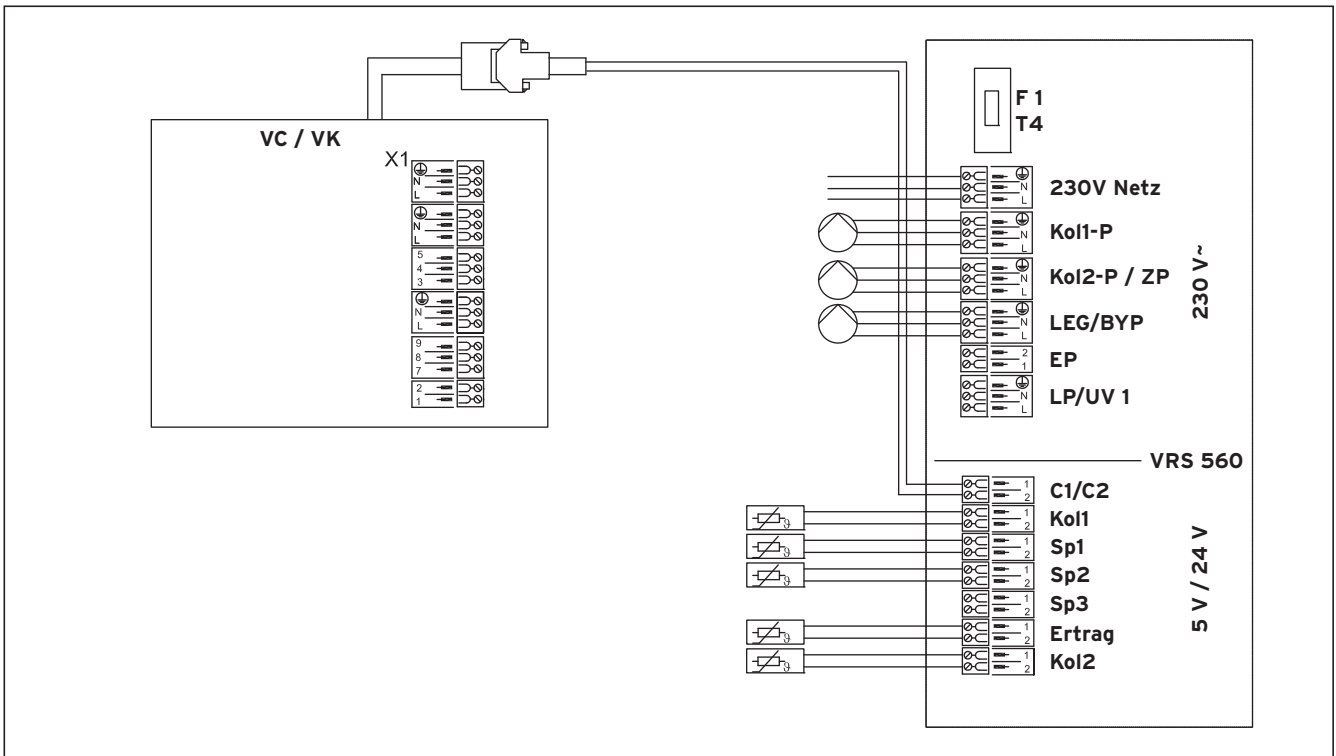 VC / VK
X1
N
L
N
L
5
4
3
N
L
9
8
7
2
1
F 1
T4
N
L
230V Netz
N
L
Kol1-P
N
L
Kol2-P / ZP
N
L
LEG/BYP
2
1
EP
N
L
LP/UV 1
230 V~
VRS 560
1
2
C1/C2
ϑ
1
2
Kol1
ϑ
1
2
Sp1
ϑ
1
2
Sp2
1
2
Sp3
ϑ
1
2
Ertrag
ϑ
1
2
Kol2
5 V / 24 V